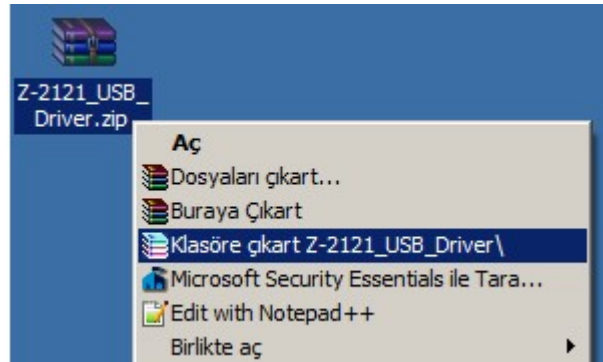 Z-2121_USB_
Driver.zip
Aç
Dosyaları çıkart...
Buraya Çıkart
Klasöre çıkart Z-2121_USB_Driver\
Microsoft Security Essentials ile Tara...
Edit with Notepad++
Birlikte aç